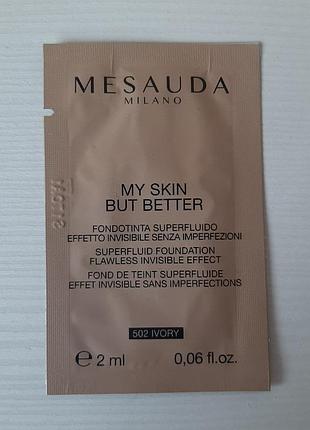 MESAUDA
MILANO
MY SKIN
BUT BETTER
FONDOTINTA SUPERFLUIDO
EFFETTO INVISIBILE SENZA IMPERFEZIONI
SUPERFLUID FOUNDATION
FLAWLESS INVISIBLE EFFECT
FOND DE TEINT SUPERFLUIDE
EFFET INVISIBLE SANS IMPERFECTIONS
502 IVORY
℮ 2 ml 0,06 fl.oz.